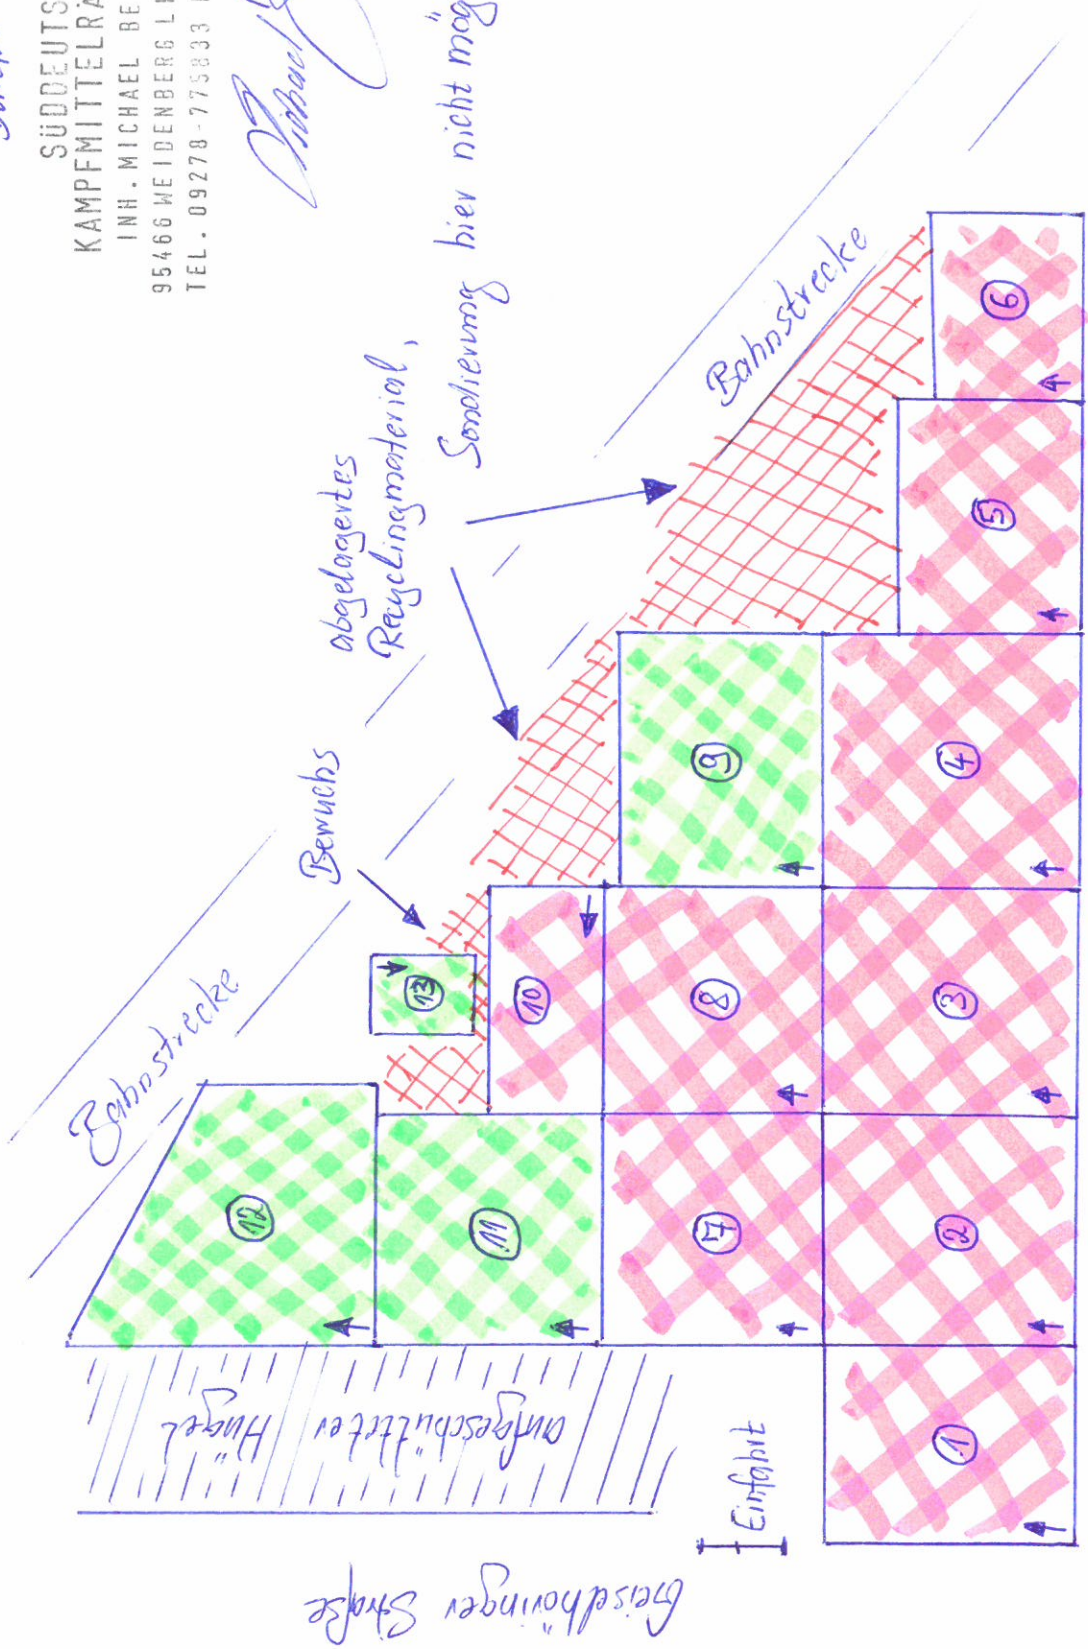 SÜDDEUTS
KAMPFMITTELRÄ
INH. MICHAEL BE
95466 WEIDENBERG L
TEL. 09278-775833
Sondierung hier nicht mög
abgelagertes
Recyclingmaterial,
Bewuchs
Bahnstrecke
Bahnstrecke
12
13
11
10
9
7
8
6
5
1
2
3
4
aufgeschütteter Hügel
Einfahrt
Geiselhöringer Straße